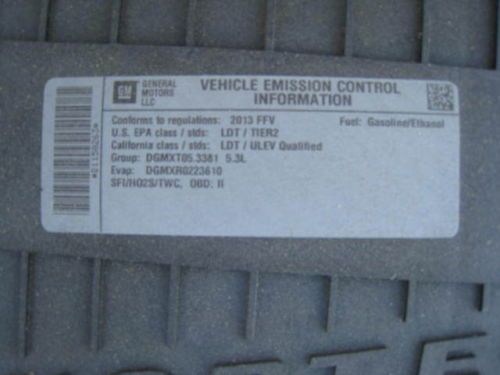 GM
GENERAL
MOTORS
LLC
VEHICLE EMISSION CONTROL
INFORMATION
Conforms to regulations: 2013 FFV Fuel: Gasoline/Ethanol
U.S. EPA class / stds: LDT / TIER2
California class / stds: LDT / ULEV Qualified
Group: DGMXT05.3381 5.3L
Evap: DGMXR0223610
SFI/HO2S/TWC, OBD: II